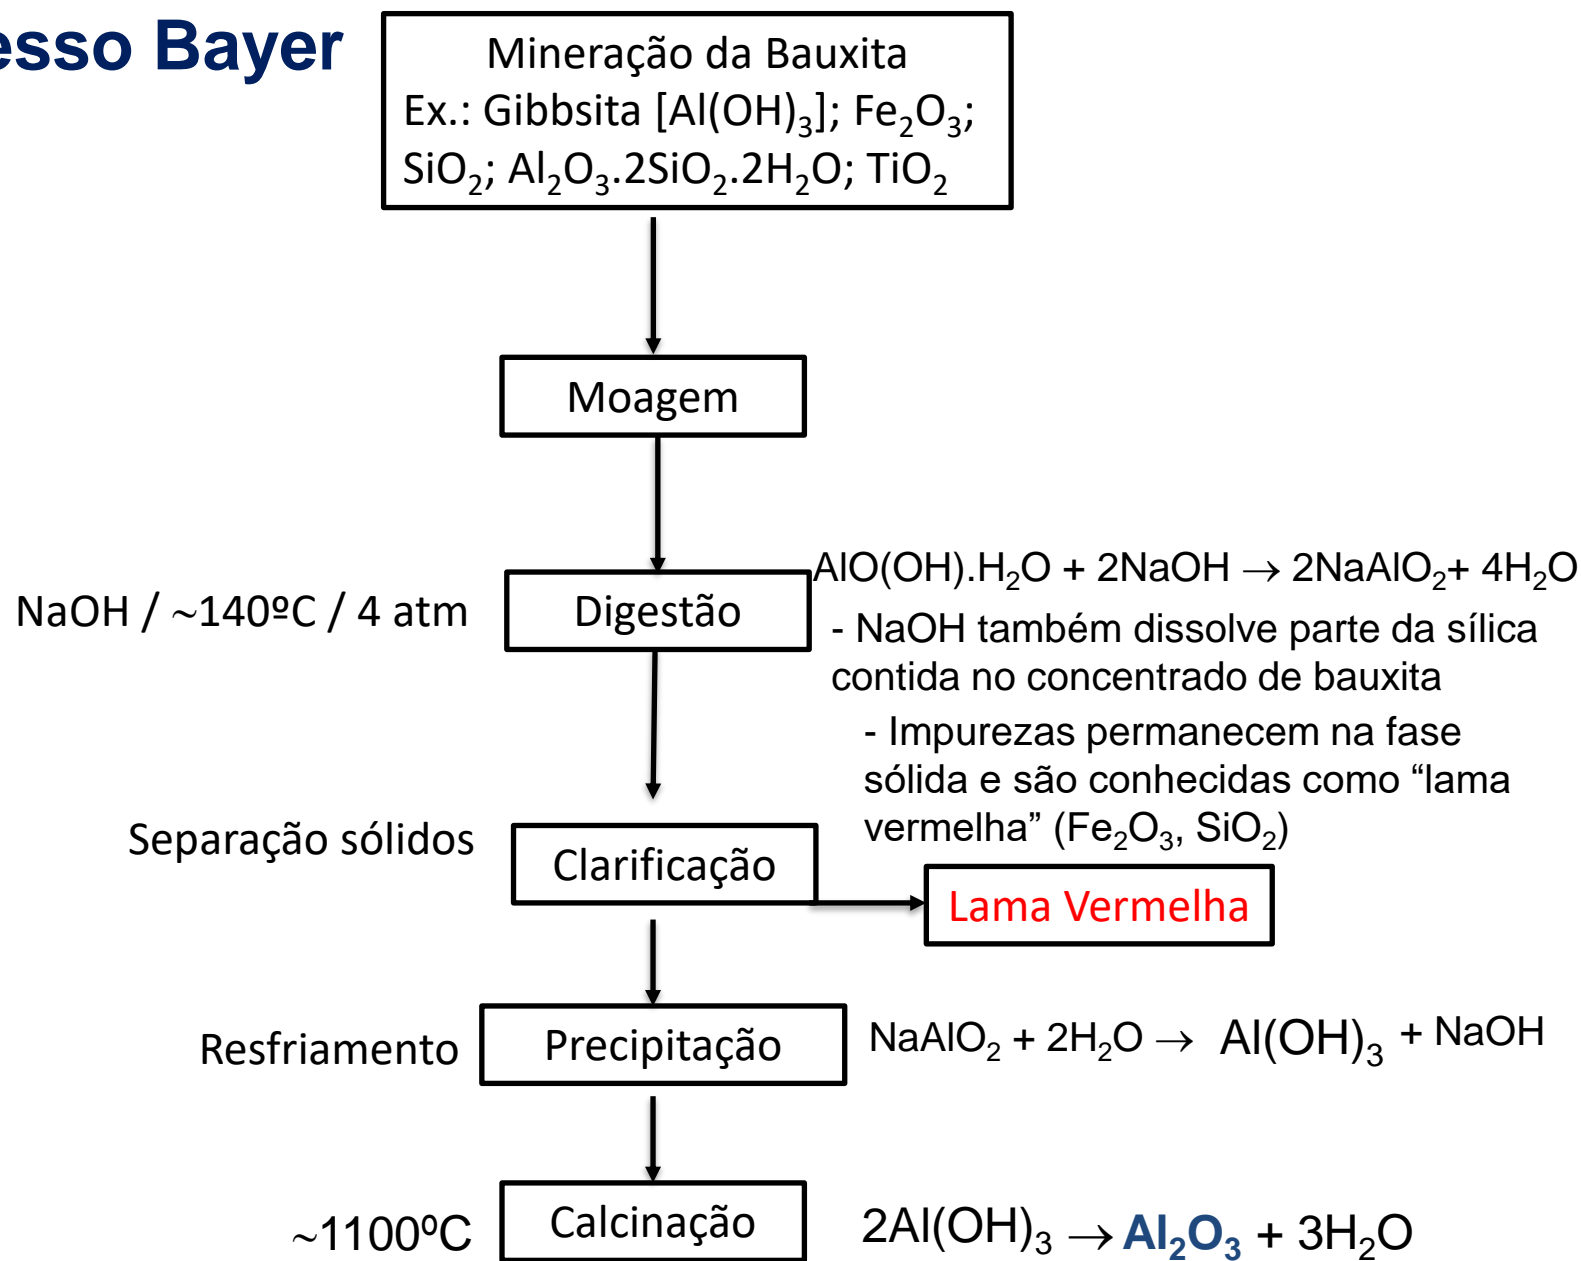 esso Bayer
Mineração da Bauxita
Ex.: Gibbsita [Al(OH)₃]; Fe₂O₃;
SiO₂; Al₂O₃.2SiO₂.2H₂O; TiO₂
Moagem
NaOH / ~140ºC / 4 atm
Digestão
AlO(OH).H₂O + 2NaOH → 2NaAlO₂+ 4H₂O
- NaOH também dissolve parte da sílica
contida no concentrado de bauxita
- Impurezas permanecem na fase
sólida e são conhecidas como “lama
vermelha” (Fe₂O₃, SiO₂)
Separação sólidos
Clarificação
Lama Vermelha
Resfriamento
Precipitação
NaAlO₂ + 2H₂O → Al(OH)₃ + NaOH
~1100ºC
Calcinação
2Al(OH)₃ → Al₂O₃ + 3H₂O